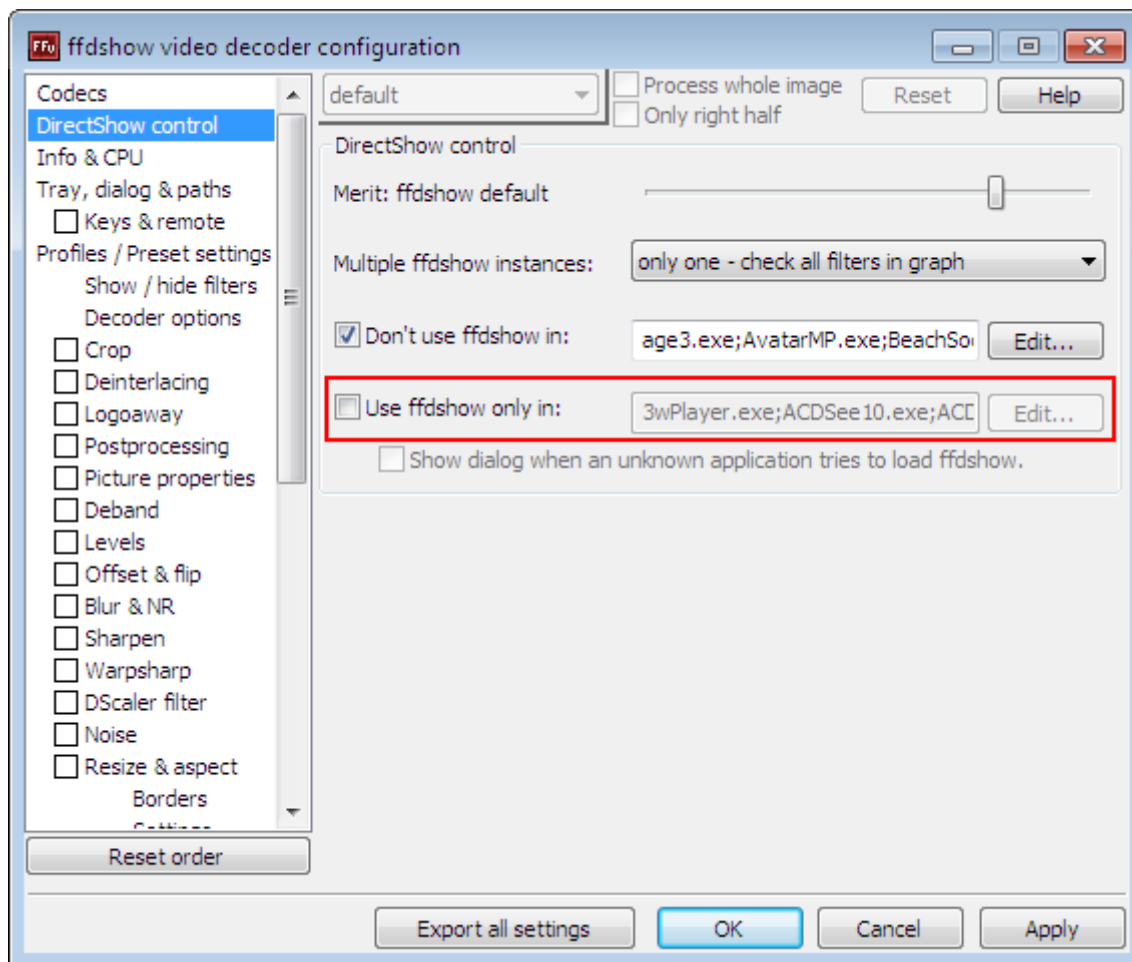 FFv ffdshow video decoder configuration
Codecs
DirectShow control
Info & CPU
Tray, dialog & paths
Keys & remote
Profiles / Preset settings
Show / hide filters
Decoder options
Crop
Deinterlacing
Logoaway
Postprocessing
Picture properties
Deband
Levels
Offset & flip
Blur & NR
Sharpen
Warpsharp
DScaler filter
Noise
Resize & aspect
Borders
Settings
Reset order
default
Process whole image
Only right half
Reset
Help
DirectShow control
Merit: ffdshow default
Multiple ffdshow instances:
only one - check all filters in graph
Don't use ffdshow in:
age3.exe;AvatarMP.exe;BeachSo
Edit...
Use ffdshow only in:
3wPlayer.exe;ACDSee10.exe;ACD
Edit...
Show dialog when an unknown application tries to load ffdshow.
Export all settings
OK
Cancel
Apply